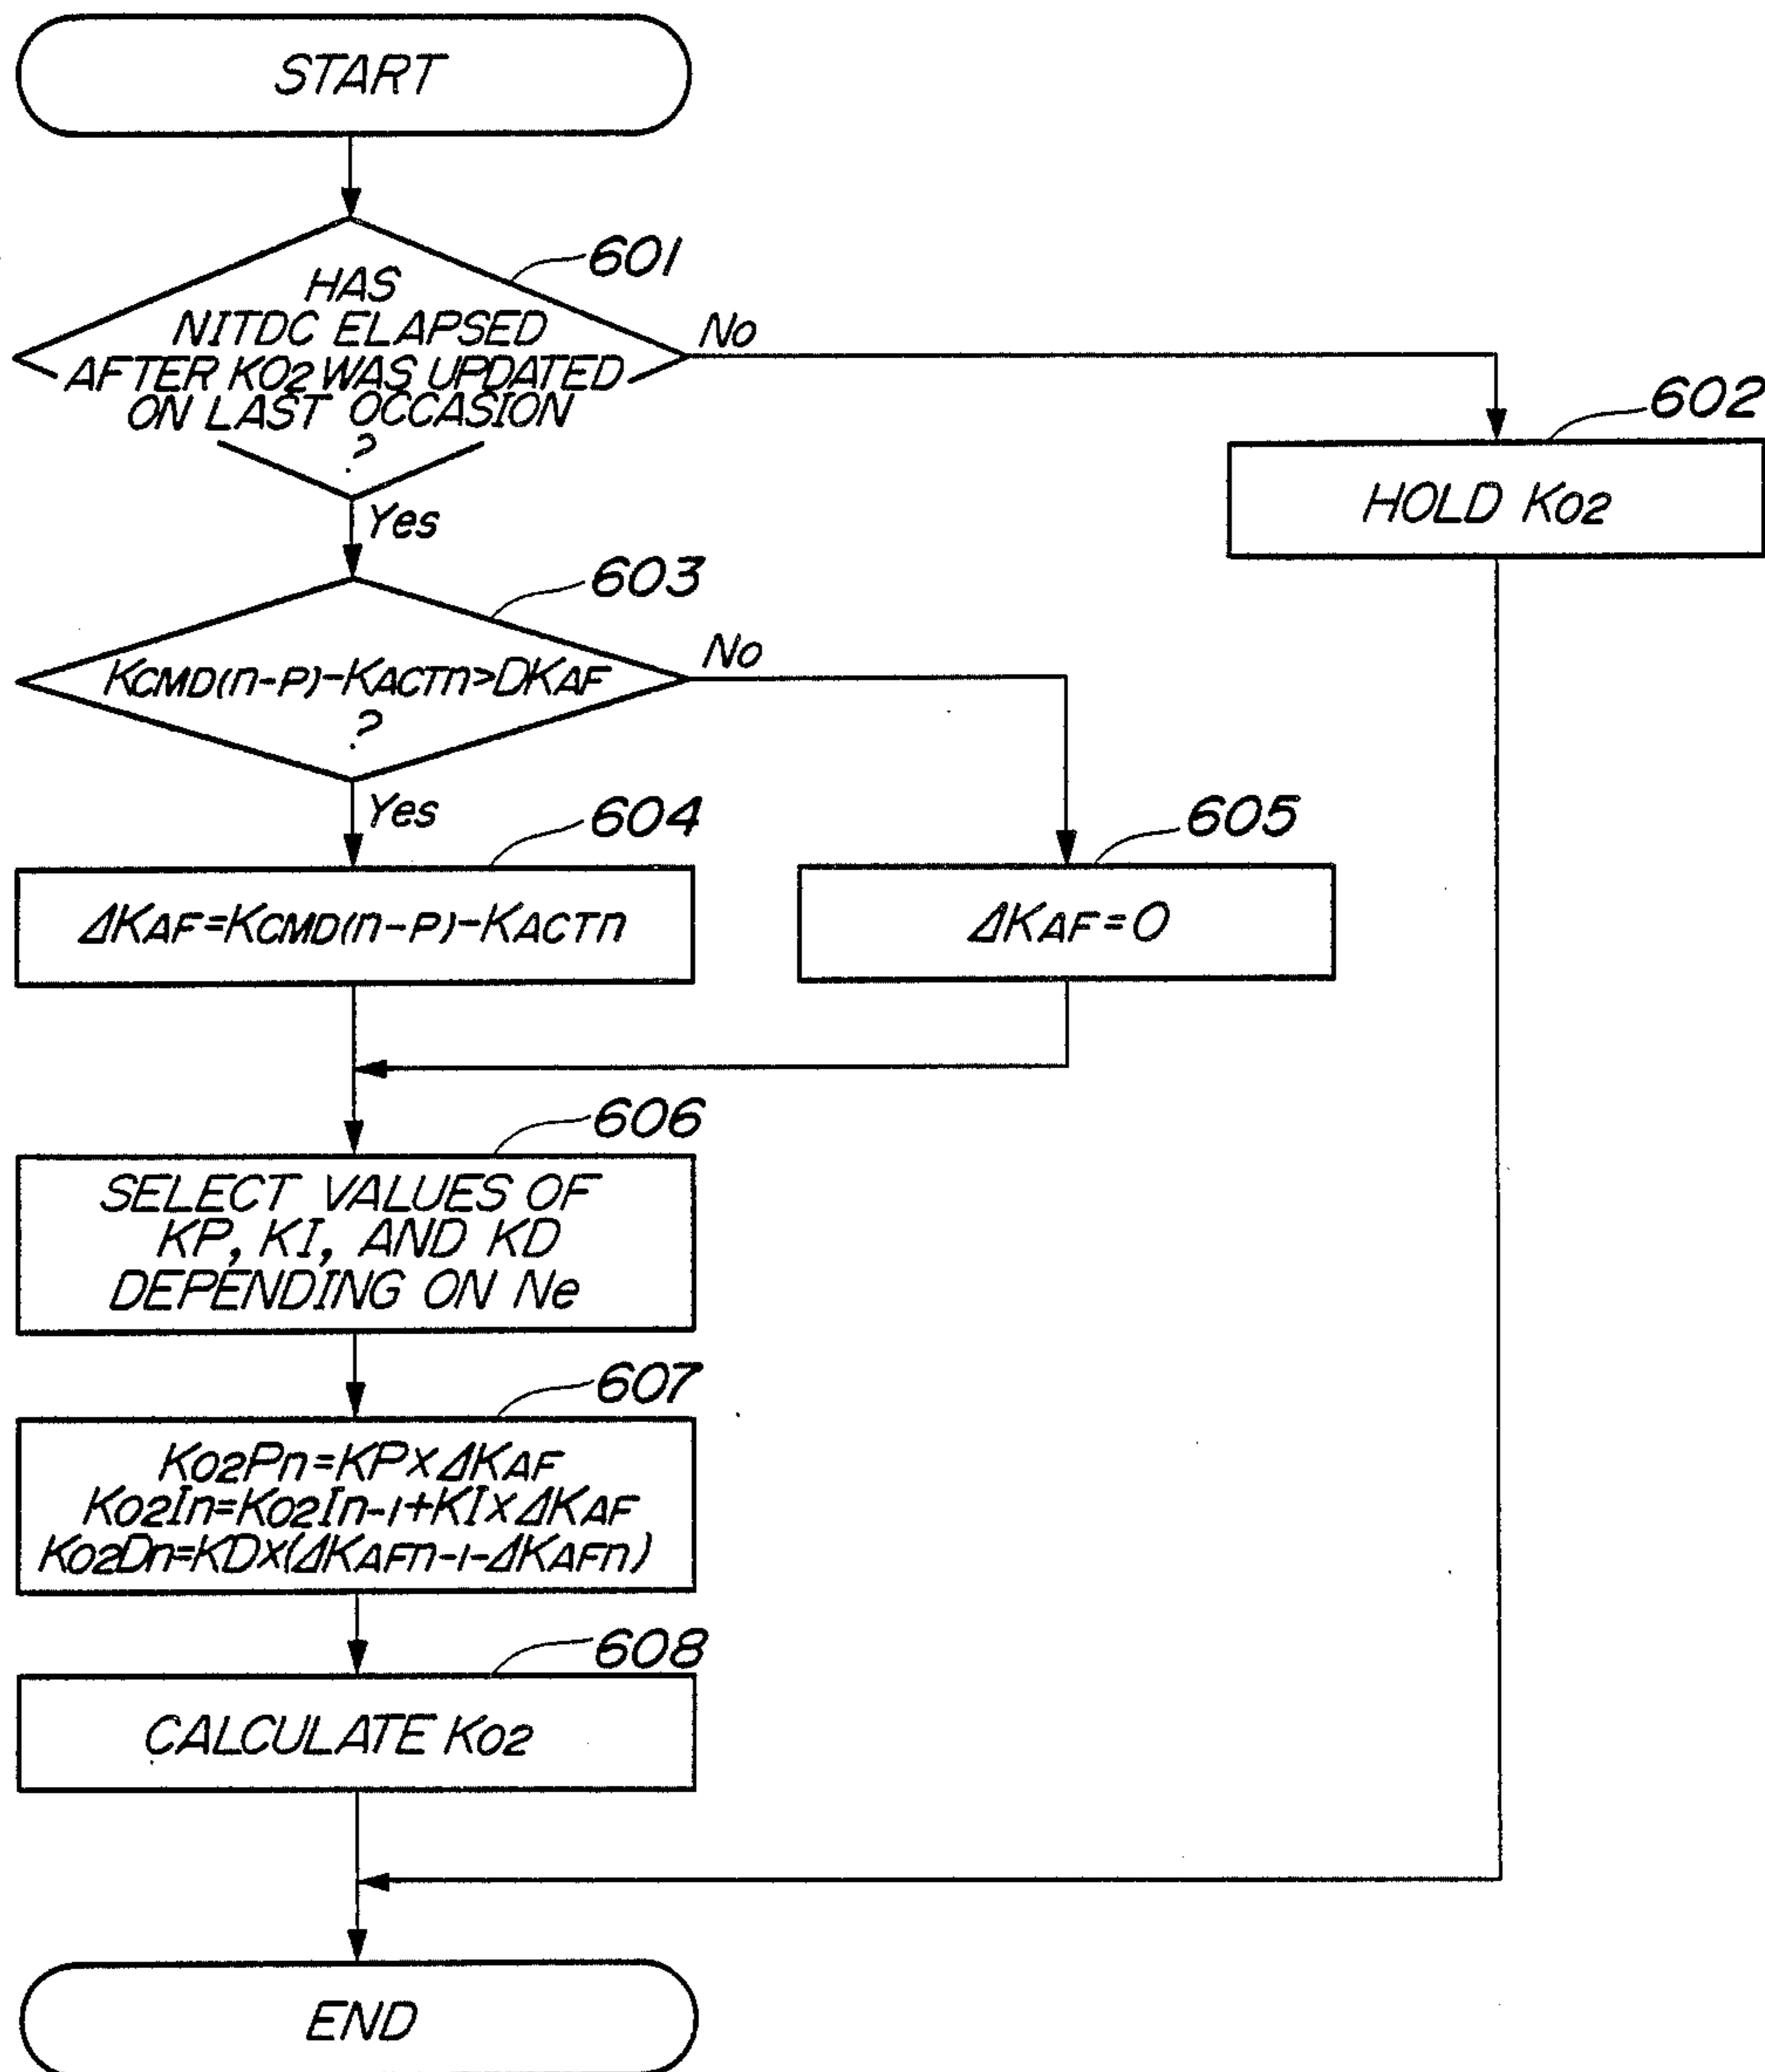 START
601
HAS
NITDC ELAPSED
AFTER KO2 WAS UPDATED
ON LAST OCCASION
?
No
Yes
602
HOLD KO2
603
KCMD(n-P)-KACTn>DKAF
?
No
Yes
604
ΔKAF=KCMD(n-P)-KACTn
605
ΔKAF=0
606
SELECT VALUES OF
KP, KI, AND KD
DEPENDING ON Ne
607
KO2Pn=KP×ΔKAF
KO2In=KO2In-1+KI×ΔKAF
KO2Dn=KD×(ΔKAFn-1-ΔKAFn)
608
CALCULATE KO2
END